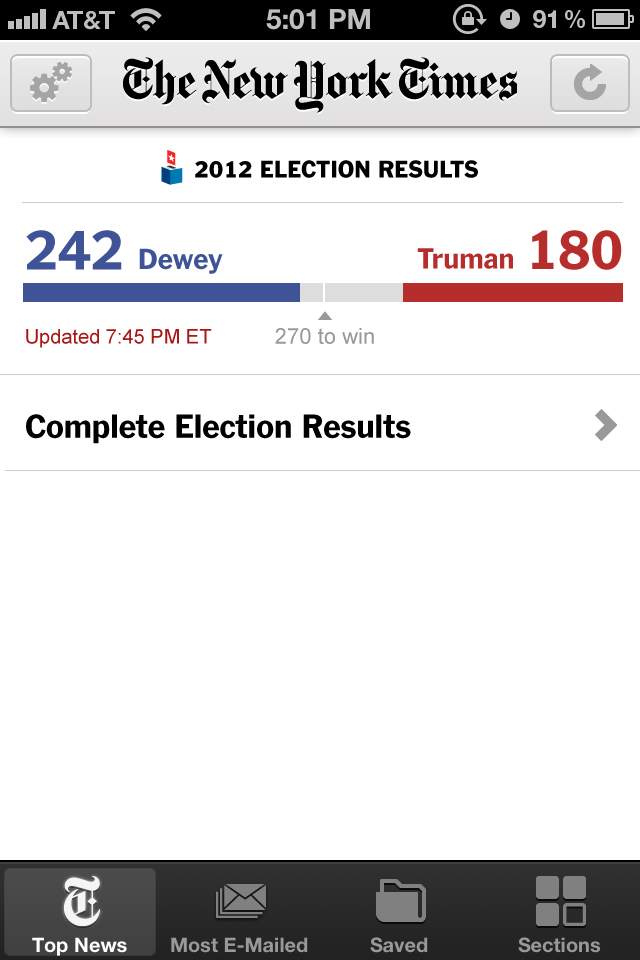 AT&T 5:01 PM 91 %
The New York Times
2012 ELECTION RESULTS
242 Dewey Truman 180
Updated 7:45 PM ET 270 to win
Complete Election Results
Top News Most E-Mailed Saved Sections